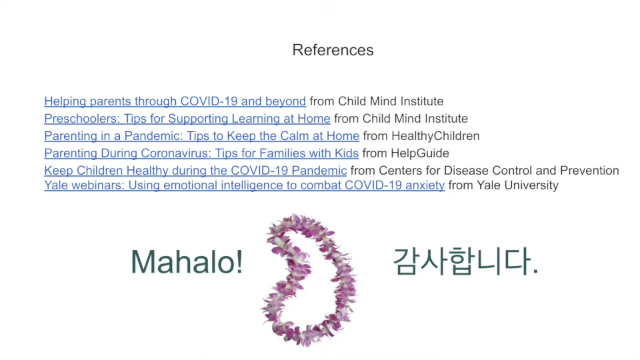 References
Helping parents through COVID-19 and beyond from Child Mind Institute
Preschoolers: Tips for Supporting Learning at Home from Child Mind Institute
Parenting in a Pandemic: Tips to Keep the Calm at Home from HealthyChildren
Parenting During Coronavirus: Tips for Families with Kids from HelpGuide
Keep Children Healthy during the COVID-19 Pandemic from Centers for Disease Control and Prevention
Yale webinars: Using emotional intelligence to combat COVID-19 anxiety from Yale University
Mahalo! 감사합니다.